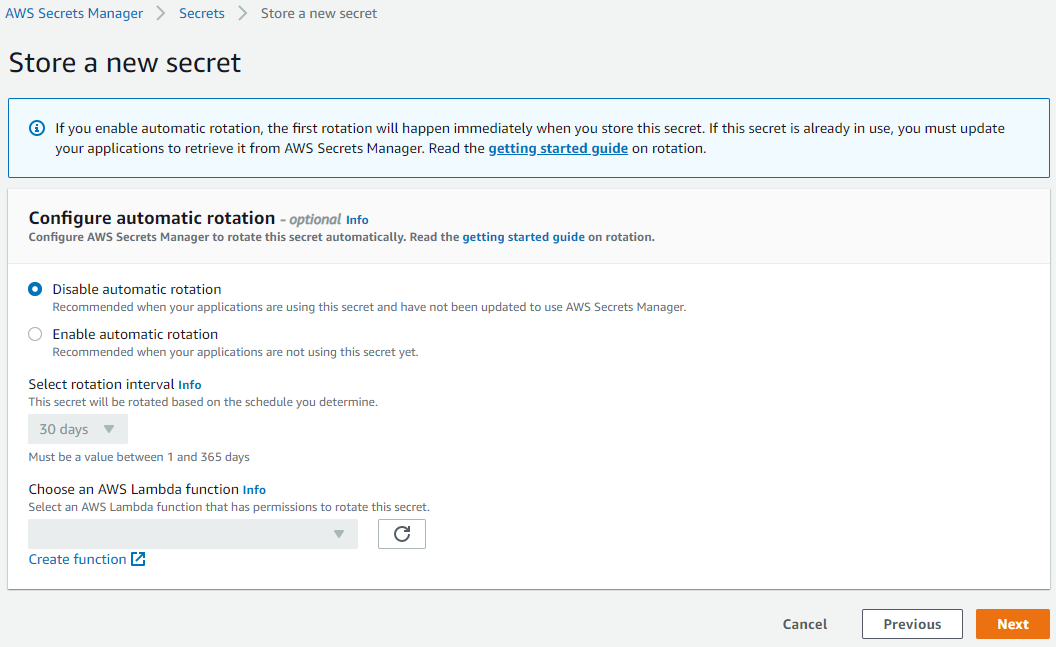 AWS Secrets Manager > Secrets > Store a new secret
Store a new secret
If you enable automatic rotation, the first rotation will happen immediately when you store this secret. If this secret is already in use, you must update
your applications to retrieve it from AWS Secrets Manager. Read the getting started guide on rotation.
Configure automatic rotation - optional Info
Configure AWS Secrets Manager to rotate this secret automatically. Read the getting started guide on rotation.
Disable automatic rotation
Recommended when your applications are using this secret and have not been updated to use AWS Secrets Manager.
Enable automatic rotation
Recommended when your applications are not using this secret yet.
Select rotation interval Info
This secret will be rotated based on the schedule you determine.
30 days
Must be a value between 1 and 365 days
Choose an AWS Lambda function Info
Select an AWS Lambda function that has permissions to rotate this secret.
Create function
Cancel Previous Next